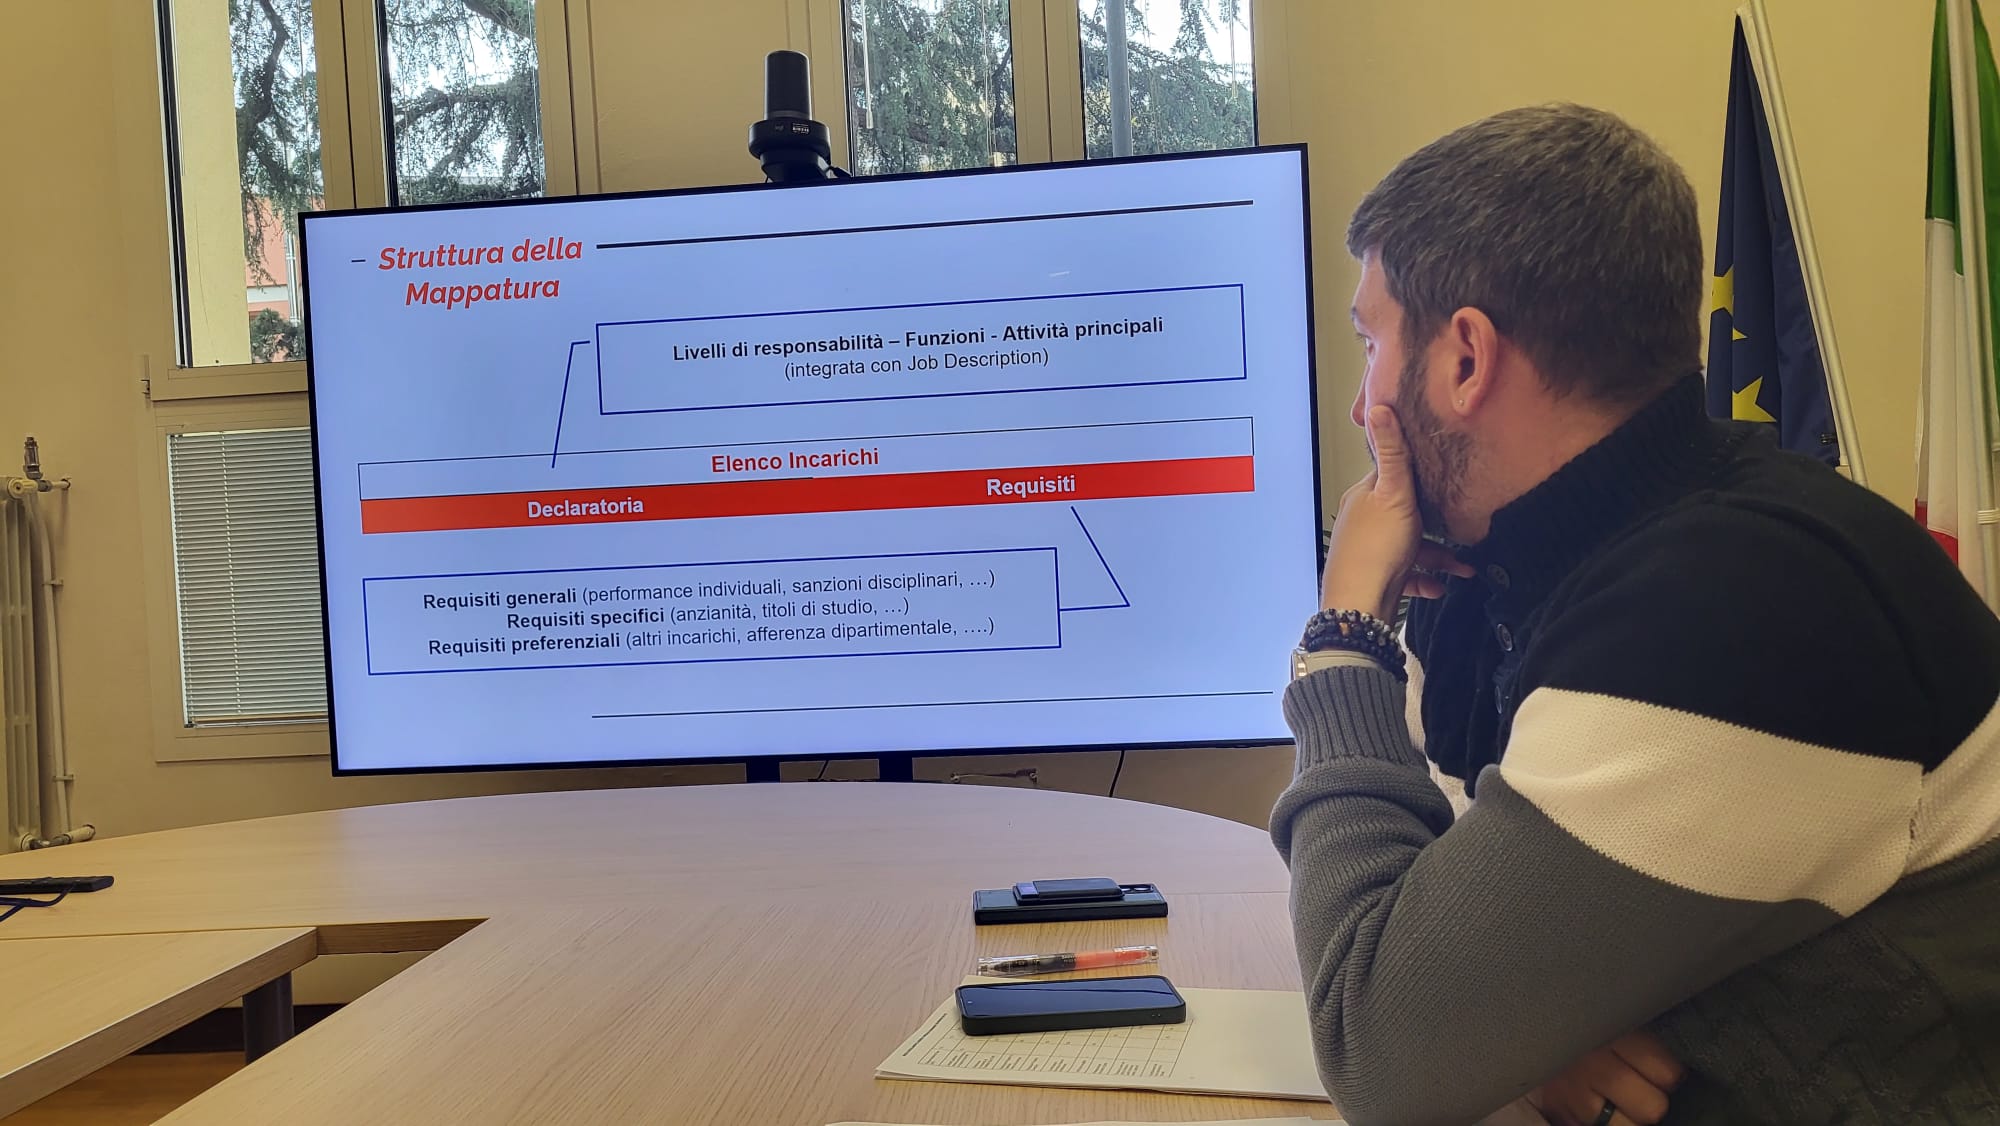 – Struttura della
Mappatura
Livelli di responsabilità – Funzioni - Attività principali
(integrata con Job Description)
Elenco Incarichi
Declaratoria
Requisiti
Requisiti generali (performance individuali, sanzioni disciplinari, …)
Requisiti specifici (anzianità, titoli di studio, …)
Requisiti preferenziali (altri incarichi, afferenza dipartimentale, ….)